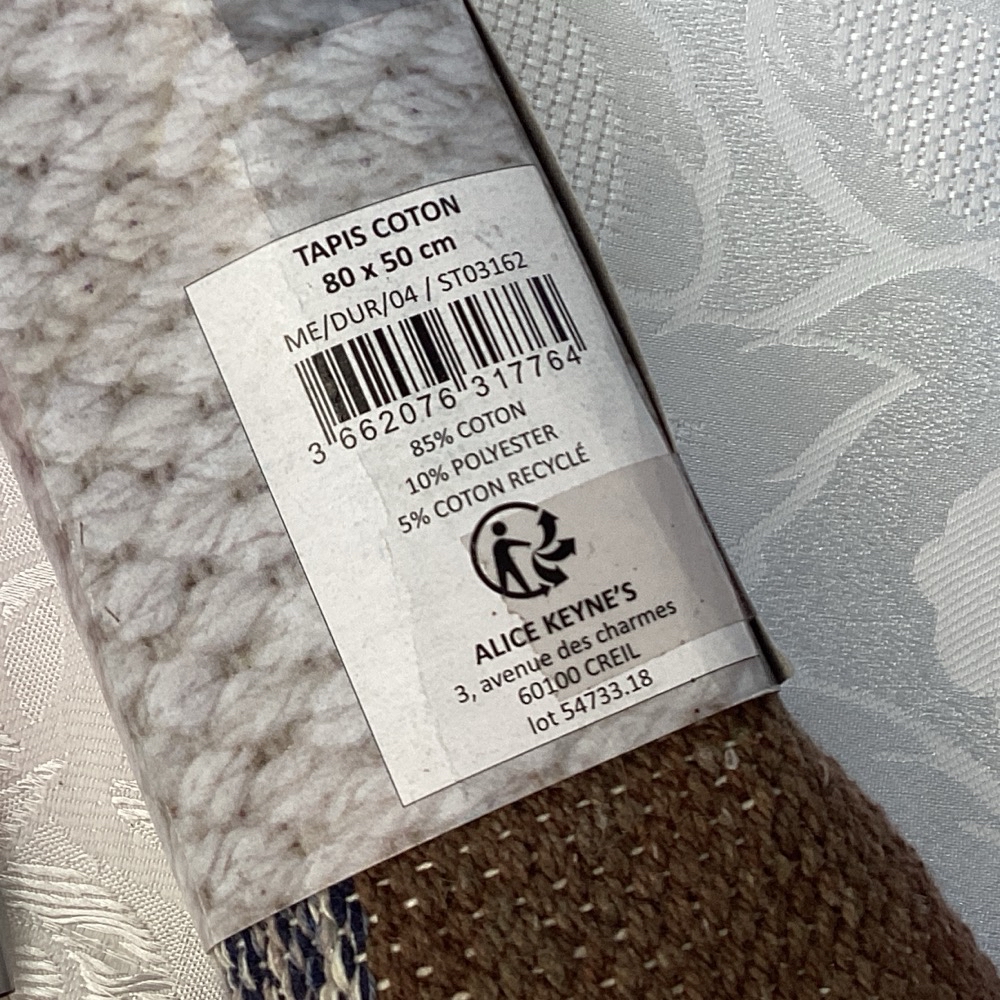 TAPIS COTON
80 x 50 cm
ME/DUR/04 / ST03162
3 662076 317764
85% COTON
10% POLYESTER
5% COTON RECYCLÉ
ALICE KEYNE'S
3, avenue des charmes
60100 CREIL
lot 54733.18